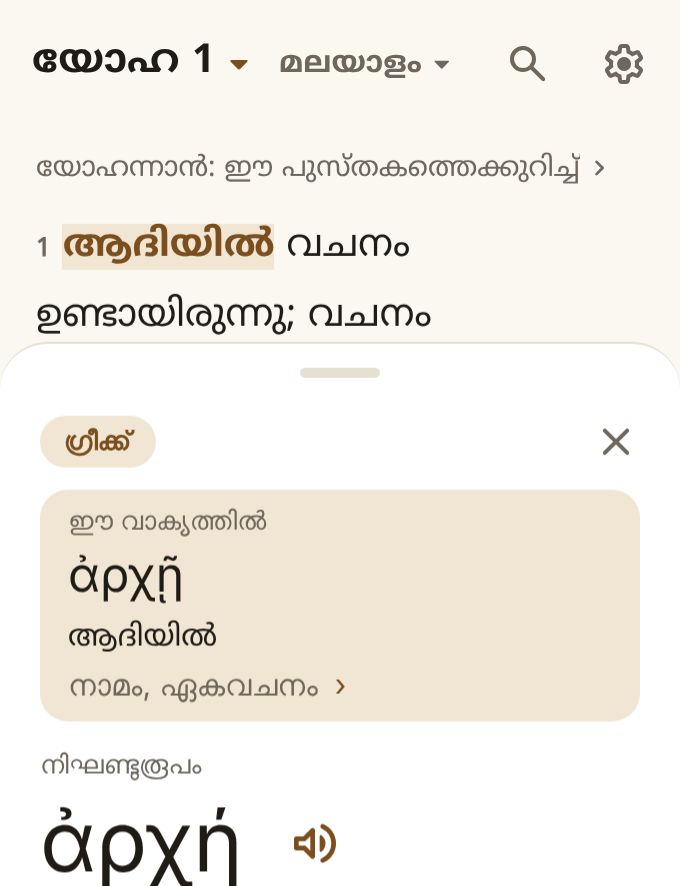 യോഹ 1 മലയാളം
യോഹന്നാൻ: ഈ പുസ്തകത്തെക്കുറിച്ച് ›
1 ആദിയിൽ വചനം
ഉണ്ടായിരുന്നു; വചനം
ഗ്രീക്ക്
ഈ വാക്യത്തിൽ
ἀρχῇ
ആദിയിൽ
നാമം, ഏകവചനം ›
നിഘണ്ടുരൂപം
ἀρχή